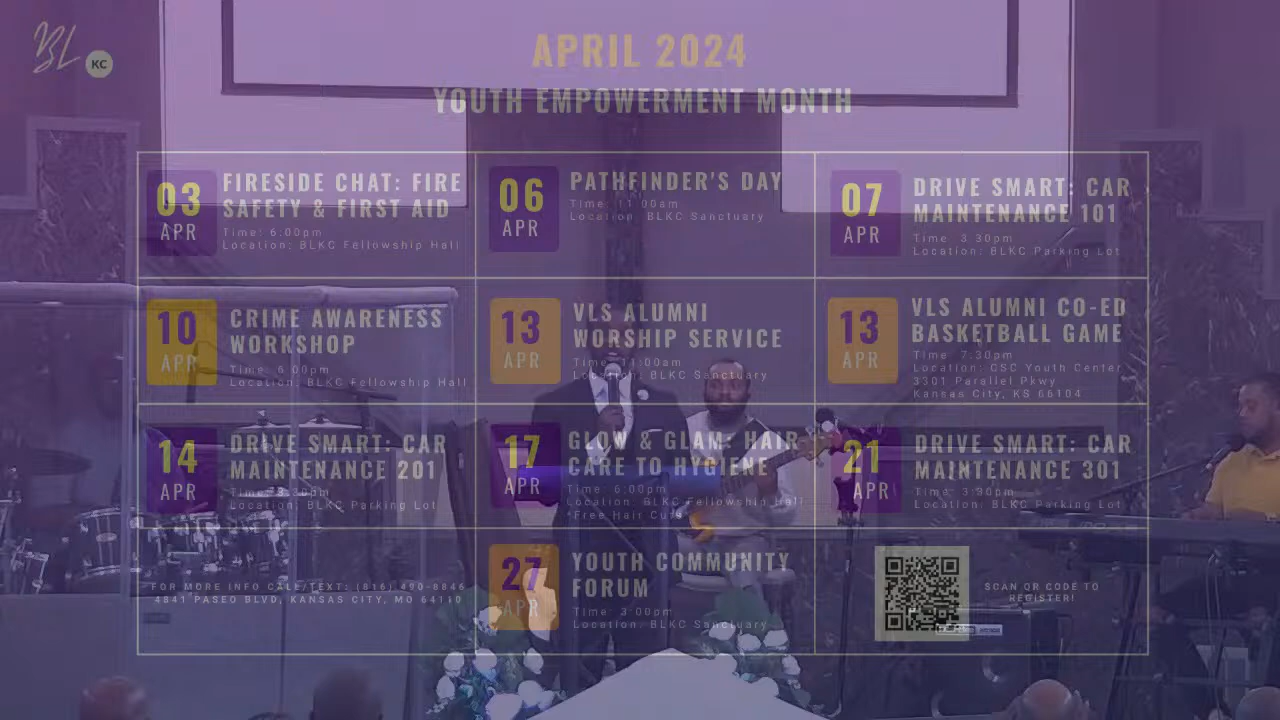 BL KC
APRIL 2024
YOUTH EMPOWERMENT MONTH
03 APR
FIRESIDE CHAT: FIRE
SAFETY & FIRST AID
Time: 6:00pm
Location: BLKC Fellowship Hall
06 APR
PATHFINDER'S DAY
Time: 11:00am
Location: BLKC Sanctuary
07 APR
DRIVE SMART: CAR
MAINTENANCE 101
Time: 3:30pm
Location: BLKC Parking Lot
10 APR
CRIME AWARENESS
WORKSHOP
Time: 6:00pm
Location: BLKC Fellowship Hall
13 APR
VLS ALUMNI
WORSHIP SERVICE
Time: 11:00am
Location: BLKC Sanctuary
13 APR
VLS ALUMNI CO-ED
BASKETBALL GAME
Time: 7:30pm
Location: CSC Youth Center
3301 Parallel Pkwy
Kansas City, KS 66104
14 APR
DRIVE SMART: CAR
MAINTENANCE 201
Time: 3:30pm
Location: BLKC Parking Lot
17 APR
GLOW & GLAM: HAIR
CARE TO HYGIENE
Time: 6:00pm
Location: BLKC Fellowship Hall
*Free Hair Cuts
21 APR
DRIVE SMART: CAR
MAINTENANCE 301
Time: 3:30pm
Location: BLKC Parking Lot
FOR MORE INFO CALL/TEXT: (816) 490-8846
4841 PASEO BLVD, KANSAS CITY, MO 64110
27 APR
YOUTH COMMUNITY
FORUM
Time: 3:00pm
Location: BLKC Sanctuary
SCAN QR CODE TO
REGISTER!